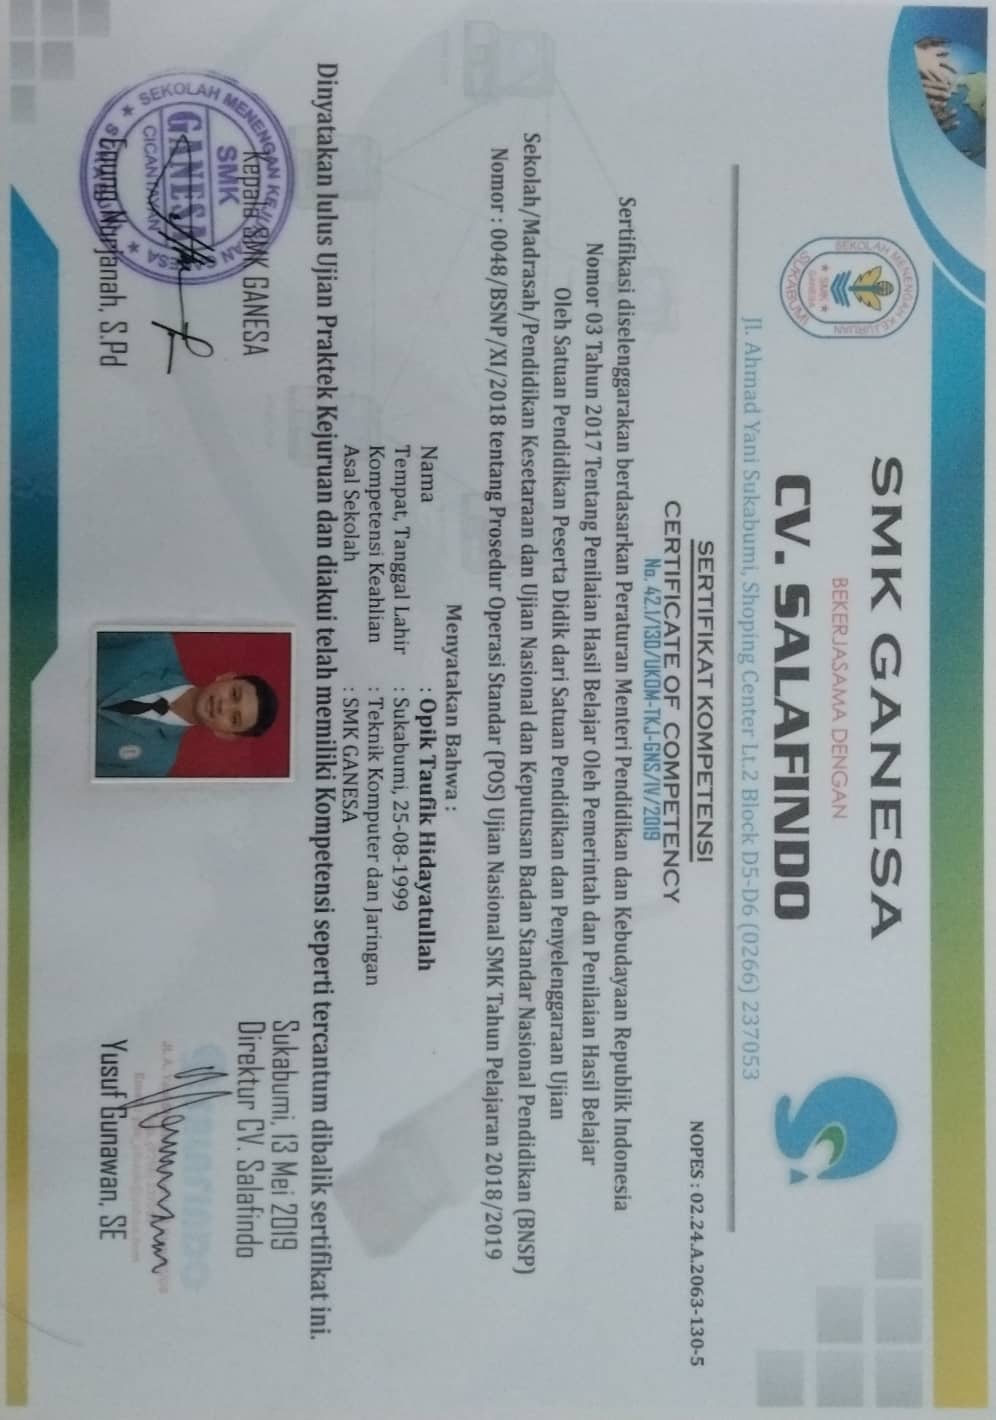 SMK GANESA
BEKERJASAMA DENGAN
CV. SALAFINDO
Jl. Ahmad Yani Sukabumi, Shoping Center Lt.2 Block D5-D6 (0266) 237053
SEKOLAH MENENGAH KEJURUAN
SMK
GANESA
SUKABUMI
NOPES : 02.24.A.2063-130-5
SERTIFIKAT KOMPETENSI
CERTIFICATE OF COMPETENCY
No. 42.1/130/UKOM-TKJ-GNS/IV/2019
Sertifikasi diselenggarakan berdasarkan Peraturan Menteri Pendidikan dan Kebudayaan Republik Indonesia
Nomor 03 Tahun 2017 Tentang Penilaian Hasil Belajar Oleh Pemerintah dan Penilaian Hasil Belajar
Oleh Satuan Pendidikan Peserta Didik dari Satuan Pendidikan dan Penyelenggaraan Ujian
Sekolah/Madrasah/Pendidikan Kesetaraan dan Ujian Nasional dan Keputusan Badan Standar Nasional Pendidikan (BNSP)
Nomor : 0048/BSNP/XI/2018 tentang Prosedur Operasi Standar (POS) Ujian Nasional SMK Tahun Pelajaran 2018/2019
Menyatakan Bahwa :
Nama : Opik Taufik Hidayatullah
Tempat, Tanggal Lahir : Sukabumi, 25-08-1999
Kompetensi Keahlian : Teknik Komputer dan Jaringan
Asal Sekolah : SMK GANESA
Dinyatakan lulus Ujian Praktek Kejuruan dan diakui telah memiliki Kompetensi seperti tercantum dibalik sertifikat ini.
Sukabumi, 13 Mei 2019
Kepala SMK GANESA
Direktur CV. Salafindo
SEKOLAH MENENGAH KEJURUAN
SMK
GANESA
CICANTAYAN
Nurjanah, S.Pd
Yusuf Gunawan, SE